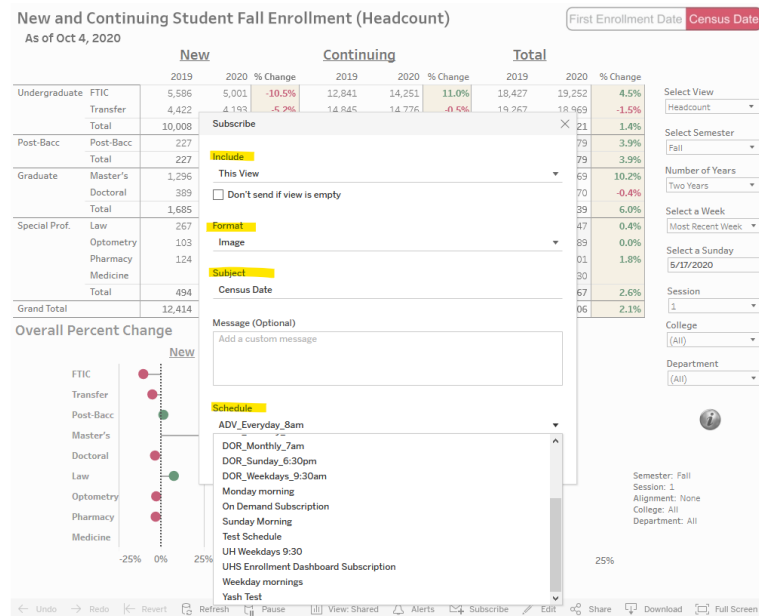 New and Continuing Student Fall Enrollment (Headcount)
First Enrollment Date Census Date
As of Oct 4, 2020
New Continuing Total
2019 2020 % Change 2019 2020 % Change 2019 2020 % Change
Undergraduate FTIC 5,586 5,001 -10.5% 12,841 14,251 11.0% 18,427 19,252 4.5%
Transfer 4,422 4,193 -5.2% 14,845 14,776 -0.5% 19,267 18,969 -1.5%
Total 10,008 21 1.4%
Post-Bacc Post-Bacc 227 79 3.9%
Total 227 79 3.9%
Graduate Master's 1,296 69 10.2%
Doctoral 389 70 -0.4%
Total 1,685 39 6.0%
Special Prof. Law 267 47 0.4%
Optometry 103 89 0.0%
Pharmacy 124 01 1.8%
Medicine 30
Total 494 67 2.6%
Grand Total 12,414 06 2.1%
Select View
Headcount
Select Semester
Fall
Number of Years
Two Years
Select a Week
Most Recent Week
Select a Sunday
5/17/2020
Session
1
College
(All)
Department
(All)
Subscribe
Include
This View
Don't send if view is empty
Format
Image
Subject
Census Date
Message (Optional)
Add a custom message
Schedule
ADV_Everyday_8am
DOR_Monthly_7am
DOR_Sunday_6:30pm
DOR_Weekdays_9:30am
Monday morning
On Demand Subscription
Sunday Morning
Test Schedule
UH Weekdays 9:30
UHS Enrollment Dashboard Subscription
Weekday mornings
Yash Test
Overall Percent Change
New
FTIC
Transfer
Post-Bacc
Master's
Doctoral
Law
Optometry
Pharmacy
Medicine
-25% 0% 25% 25%
Semester: Fall
Session: 1
Alignment: None
College: All
Department: All
Undo Redo Revert Refresh Pause View: Shared Alerts Subscribe Edit Share Download Full Screen